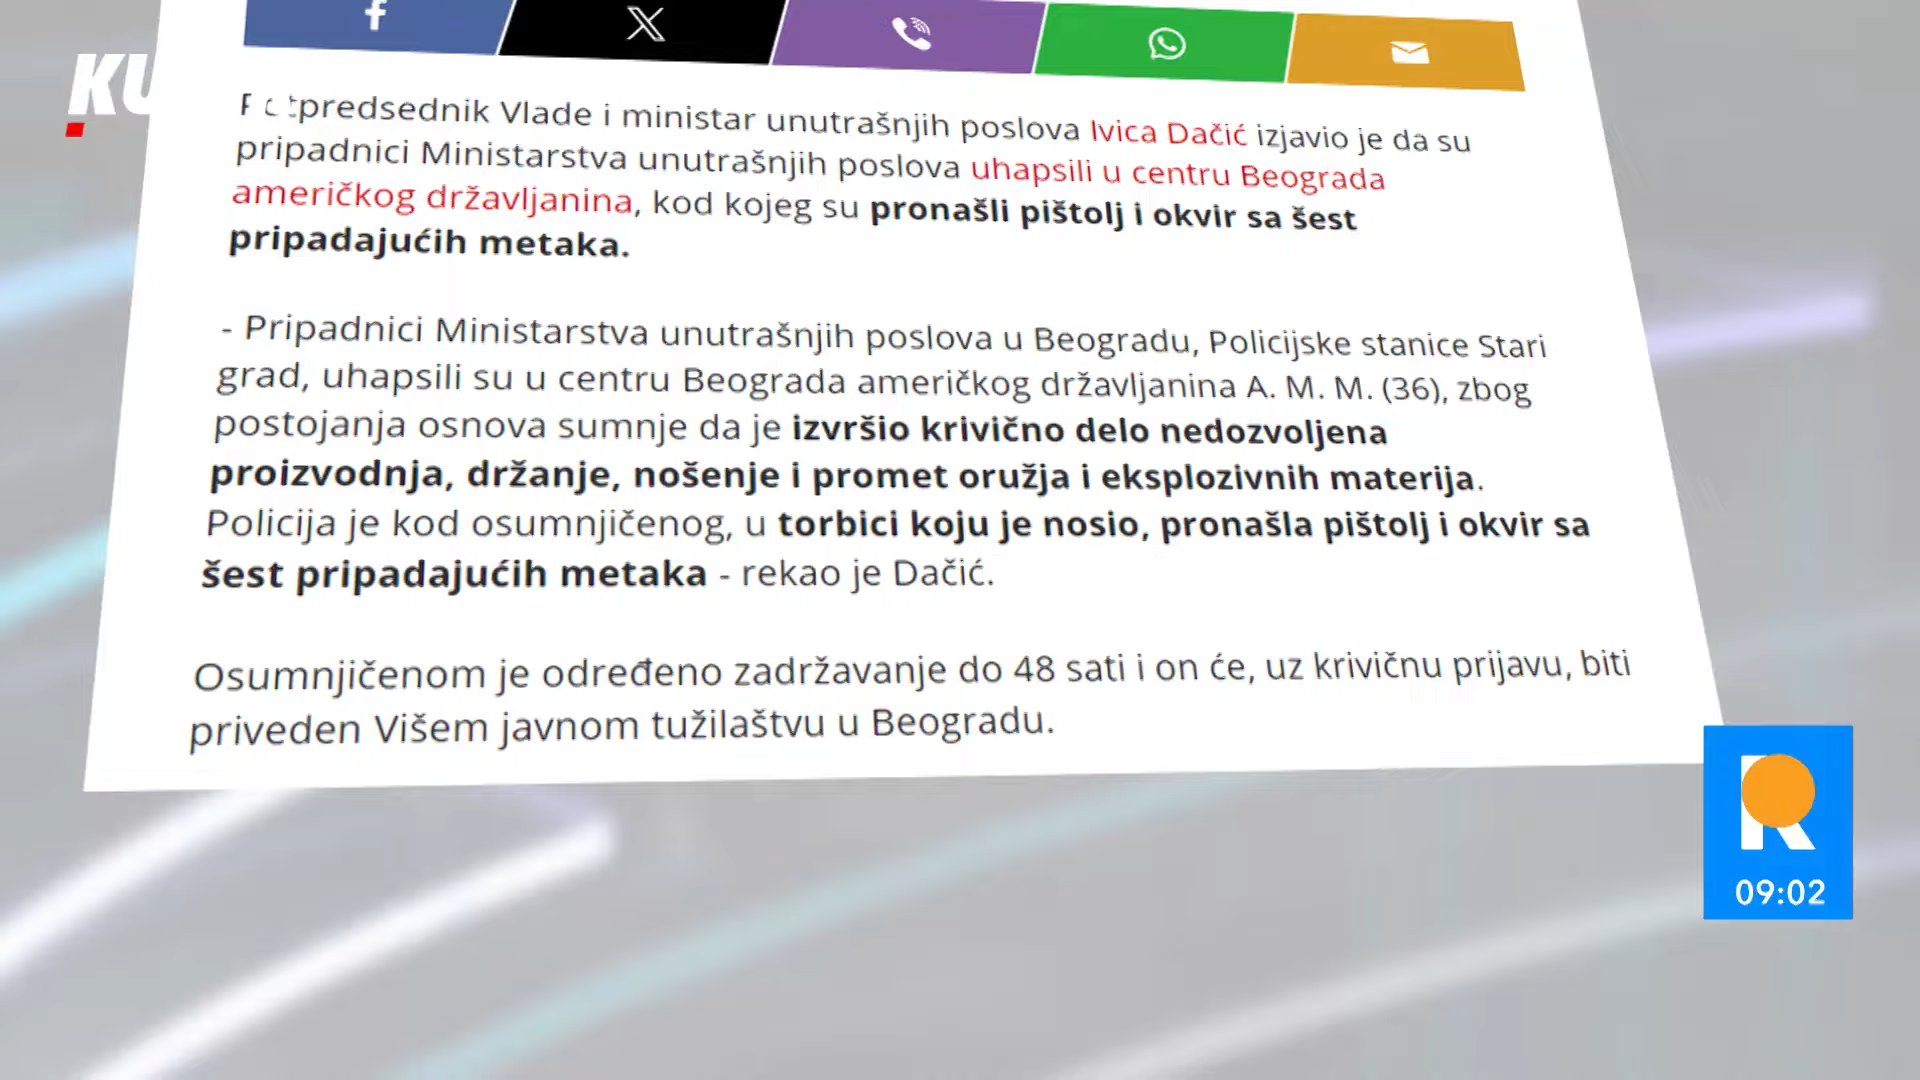 KU
predsednik Vlade i ministar unutrašnjih poslova Ivica Dačić izjavio je da su
pripadnici Ministarstva unutrašnjih poslova uhapsili u centru Beograda
američkog državljanina, kod kojeg su pronašli pištolj i okvir sa šest
pripadajućih metaka.
- Pripadnici Ministarstva unutrašnjih poslova u Beogradu, Policijske stanice Stari
grad, uhapsili su u centru Beograda američkog državljanina A. M. M. (36), zbog
postojanja osnova sumnje da je izvršio krivično delo nedozvoljena
proizvodnja, držanje, nošenje i promet oružja i eksplozivnih materija.
Policija je kod osumnjičenog, u torbici koju je nosio, pronašla pištolj i okvir sa
šest pripadajućih metaka - rekao je Dačić.
Osumnjičenom je određeno zadržavanje do 48 sati i on će, uz krivičnu prijavu, biti
priveden Višem javnom tužilaštvu u Beogradu.
R
09:02